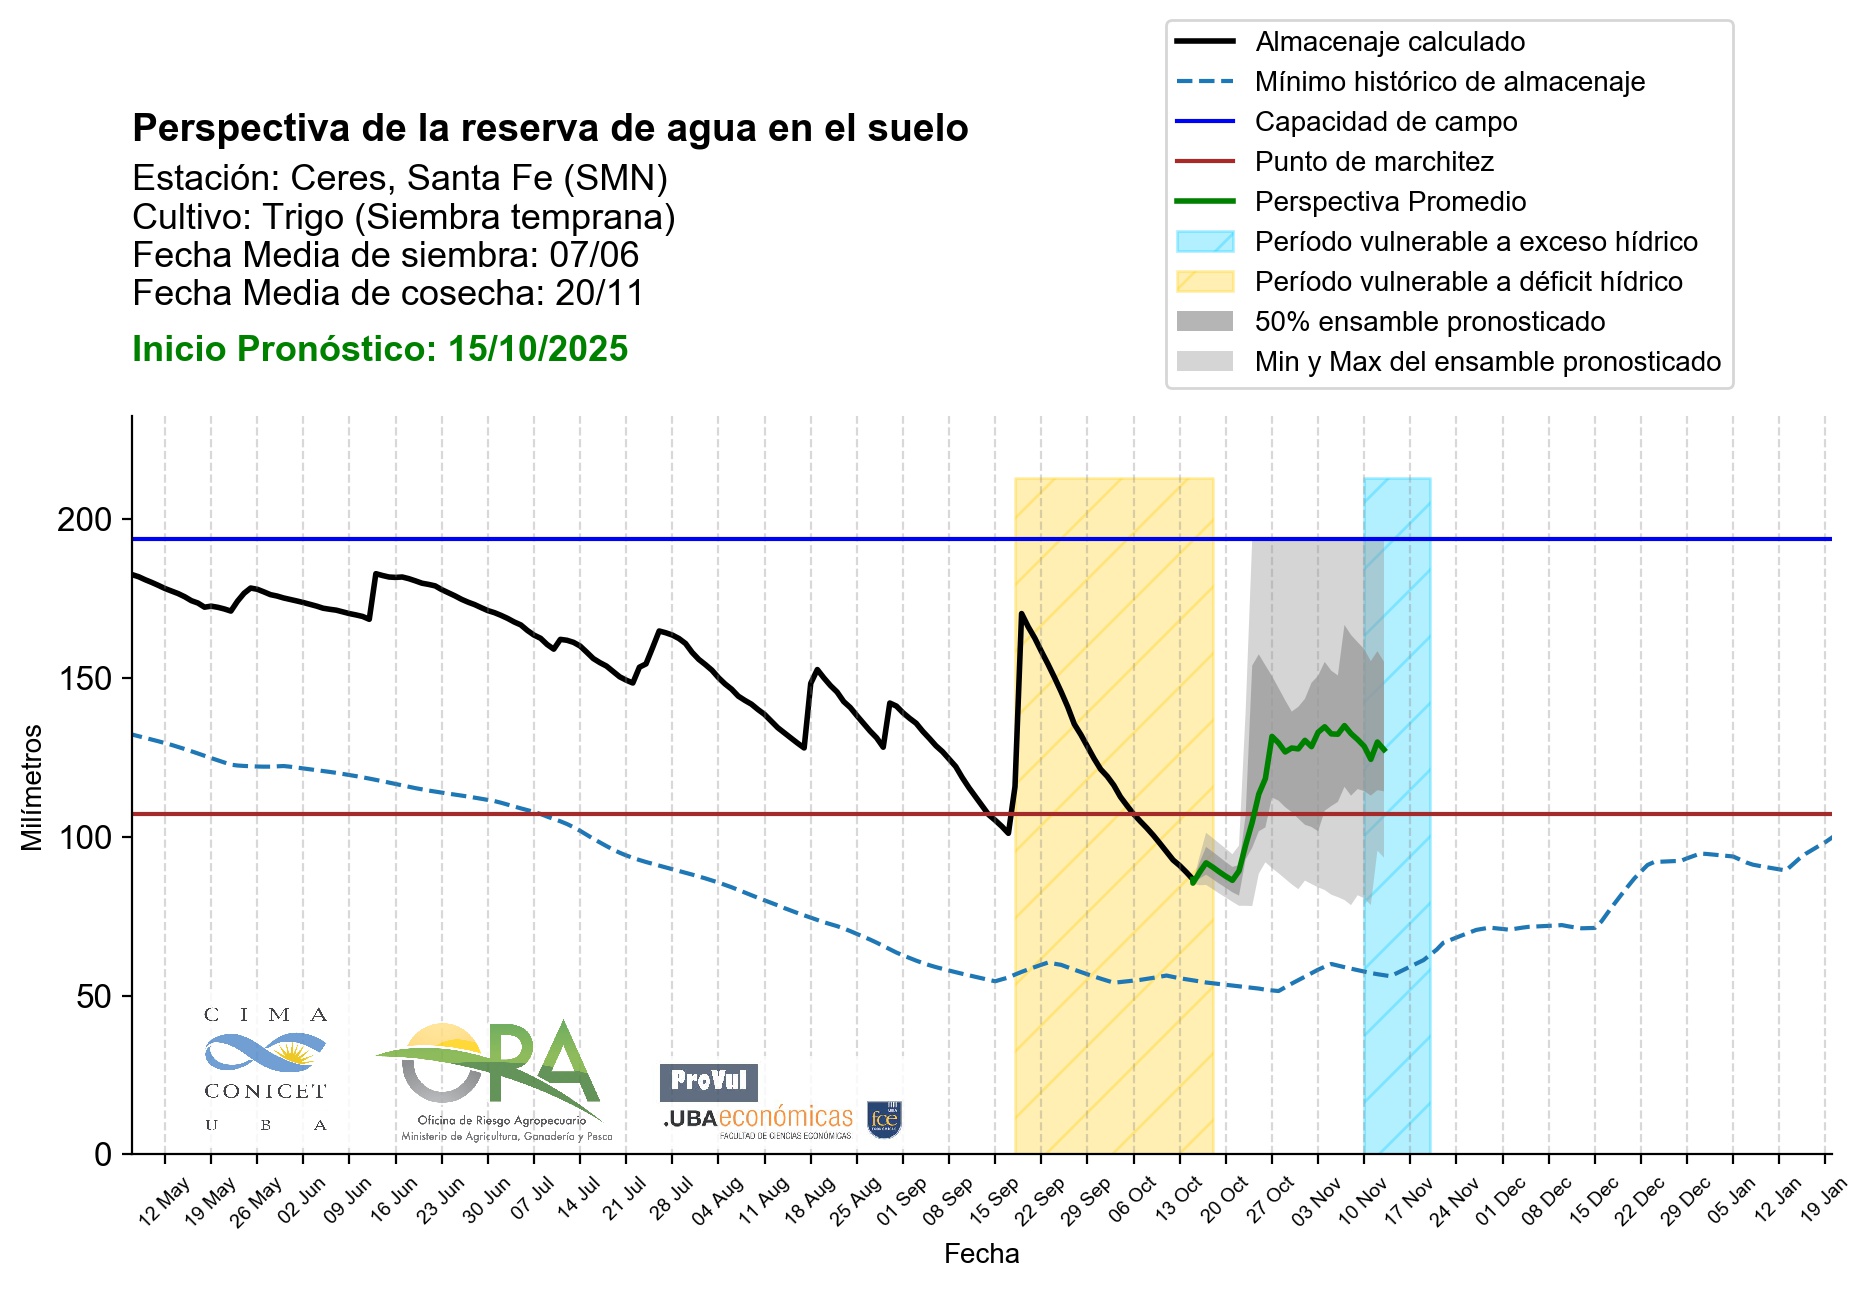 Almacenaje calculado
Mínimo histórico de almacenaje
Capacidad de campo
Punto de marchitez
Perspectiva Promedio
Período vulnerable a exceso hídrico
Período vulnerable a déficit hídrico
50% ensamble pronosticado
Min y Max del ensamble pronosticado
Perspectiva de la reserva de agua en el suelo
Estación: Ceres, Santa Fe (SMN)
Cultivo: Trigo (Siembra temprana)
Fecha Media de siembra: 07/06
Fecha Media de cosecha: 20/11
Inicio Pronóstico: 15/10/2025
Milímetros
200
150
100
50
0
CIMA
CONICET
UBA
ORA
Oficina de Riesgo Agropecuario
Ministerio de Agricultura, Ganadería y Pesca
ProVul
.UBAeconómicas
FACULTAD DE CIENCIAS ECONÓMICAS
fce
12 May 19 May 26 May 02 Jun 09 Jun 16 Jun 23 Jun 30 Jun 07 Jul 14 Jul 21 Jul 28 Jul 04 Aug 11 Aug 18 Aug 25 Aug 01 Sep 08 Sep 15 Sep 22 Sep 29 Sep 06 Oct 13 Oct 20 Oct 27 Oct 03 Nov 10 Nov 17 Nov 24 Nov 01 Dec 08 Dec 15 Dec 22 Dec 29 Dec 05 Jan 12 Jan 19 Jan
Fecha